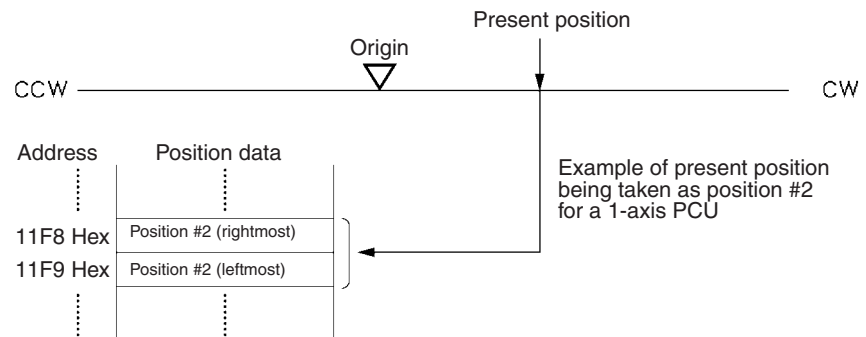 Present position
Origin
CCW
CW
Address
Position data
Example of present position
being taken as position #2
for a 1-axis PCU
11F8 Hex
Position #2 (rightmost)
11F9 Hex
Position #2 (leftmost)